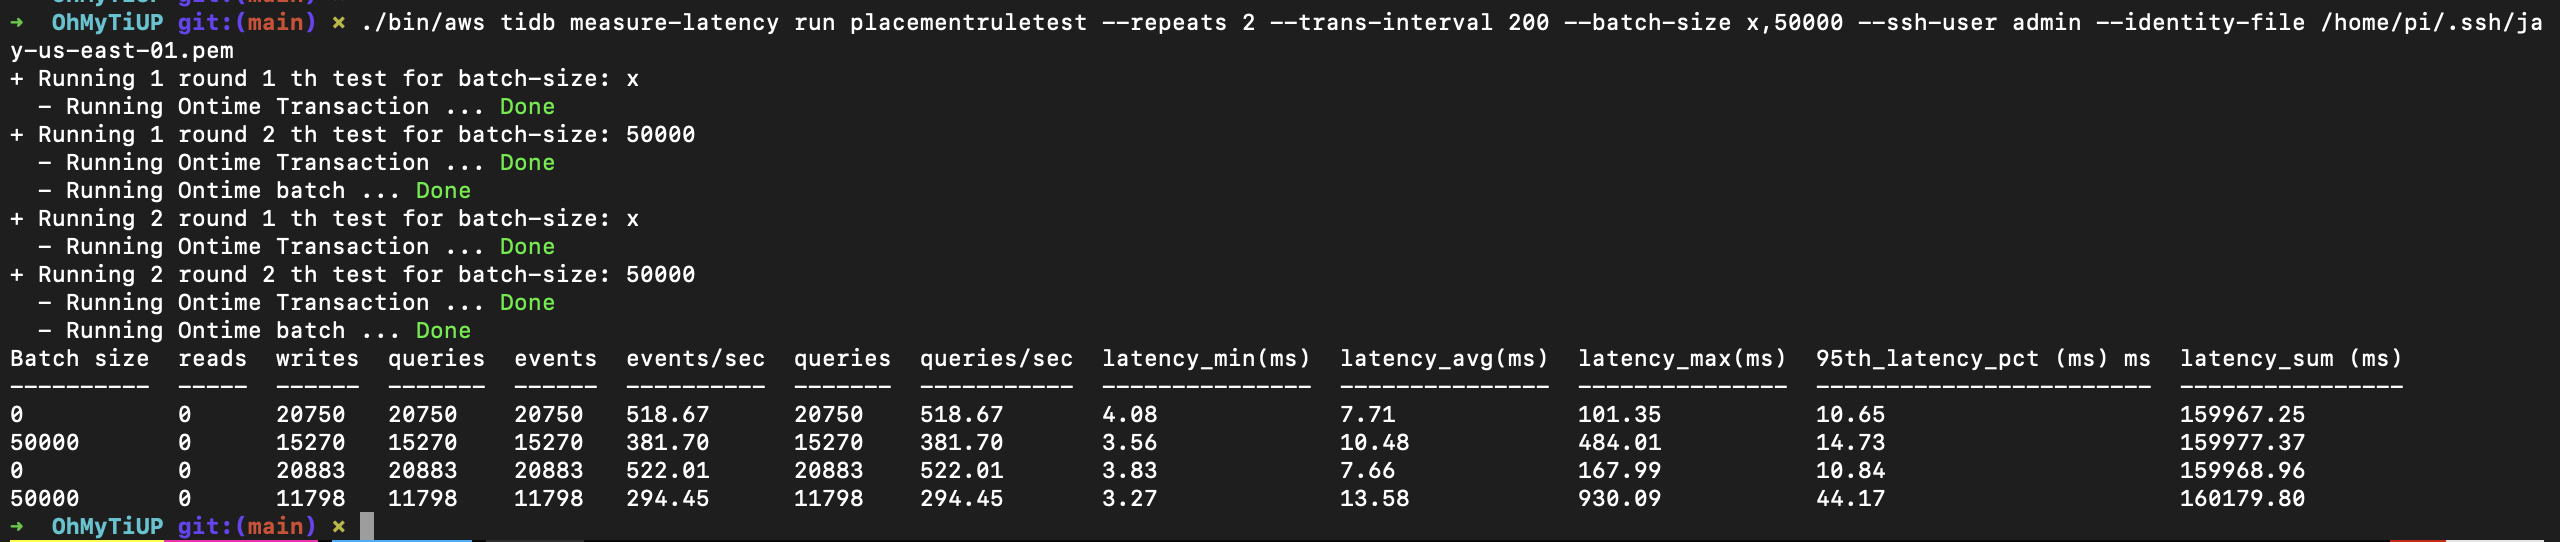 ➜  OhMyTiUP git:(main) ✗ ./bin/aws tidb measure-latency run placementruletest --repeats 2 --trans-interval 200 --batch-size x,50000 --ssh-user admin --identity-file /home/pi/.ssh/ja
y-us-east-01.pem
+ Running 1 round 1 th test for batch-size: x
  - Running Ontime Transaction ... Done
+ Running 1 round 2 th test for batch-size: 50000
  - Running Ontime Transaction ... Done
  - Running Ontime batch ... Done
+ Running 2 round 1 th test for batch-size: x
  - Running Ontime Transaction ... Done
+ Running 2 round 2 th test for batch-size: 50000
  - Running Ontime Transaction ... Done
  - Running Ontime batch ... Done
Batch size  reads  writes  queries  events  events/sec  queries  queries/sec  latency_min(ms)  latency_avg(ms)  latency_max(ms)  95th_latency_pct (ms) ms  latency_sum (ms)
----------  -----  ------  -------  ------  ----------  -------  -----------  ---------------  ---------------  ---------------  ------------------------  ----------------
0           0      20750   20750    20750   518.67      20750    518.67       4.08             7.71             101.35           10.65                     159967.25
50000       0      15270   15270    15270   381.70      15270    381.70       3.56             10.48            484.01           14.73                     159977.37
0           0      20883   20883    20883   522.01      20883    522.01       3.83             7.66             167.99           10.84                     159968.96
50000       0      11798   11798    11798   294.45      11798    294.45       3.27             13.58            930.09           44.17                     160179.80
➜  OhMyTiUP git:(main) ✗